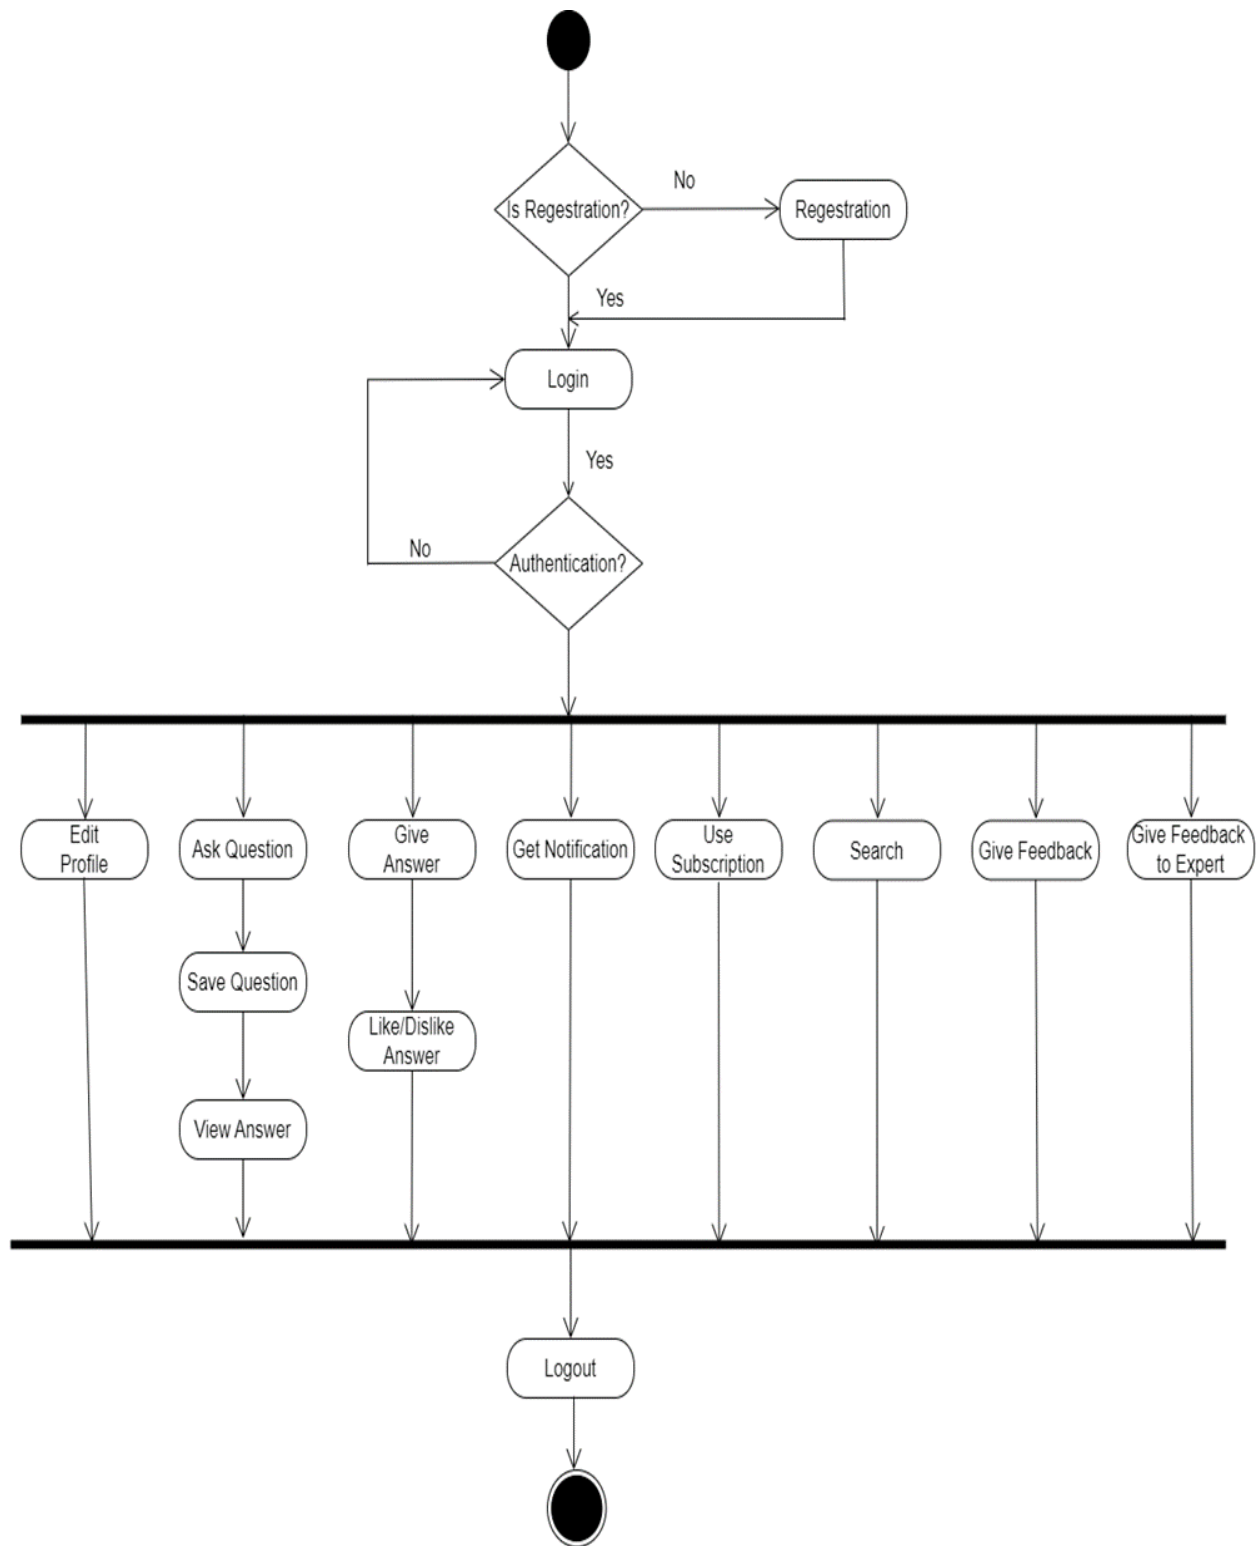 No
Is Regestration?
Regestration
Yes
Login
Yes
No
Authentication?
Edit
Profile
Ask Question
Give
Answer
Get Notification
Use
Subscription
Search
Give Feedback
Give Feedback
to Expert
Save Question
Like/Dislike
Answer
View Answer
Logout